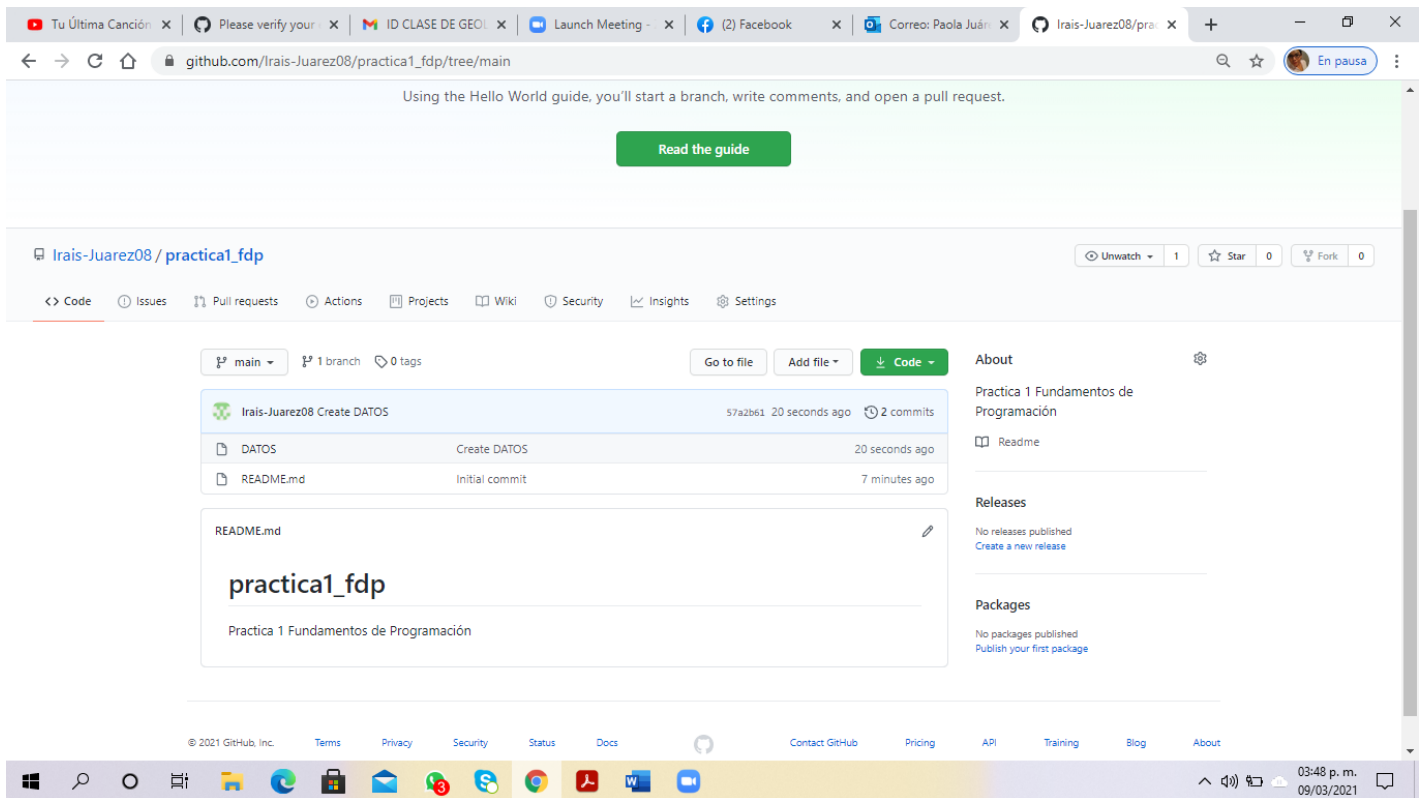 Tu Última Canción
Please verify your
ID CLASE DE GEOL
Launch Meeting -
(2) Facebook
Correo: Paola Juár
Irais-Juarez08/prac
github.com/Irais-Juarez08/practica1_fdp/tree/main
En pausa
Using the Hello World guide, you'll start a branch, write comments, and open a pull request.
Read the guide
Irais-Juarez08 / practica1_fdp
Unwatch 1 Star 0 Fork 0
Code Issues Pull requests Actions Projects Wiki Security Insights Settings
main 1 branch 0 tags Go to file Add file Code
Irais-Juarez08 Create DATOS 57a2b61 20 seconds ago 2 commits
DATOS Create DATOS 20 seconds ago
README.md Initial commit 7 minutes ago
README.md
practica1_fdp
Practica 1 Fundamentos de Programación
About
Practica 1 Fundamentos de
Programación
Readme
Releases
No releases published
Create a new release
Packages
No packages published
Publish your first package
© 2021 GitHub, Inc. Terms Privacy Security Status Docs Contact GitHub Pricing API Training Blog About
3
03:48 p. m.
09/03/2021